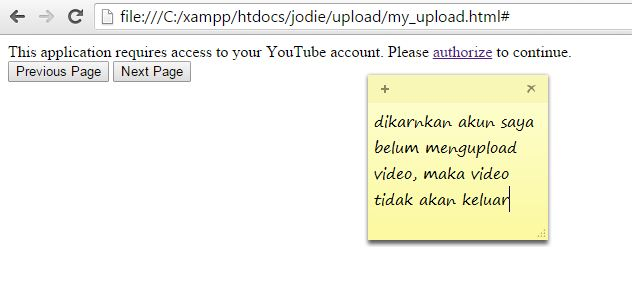 file:///C:/xampp/htdocs/jodie/upload/my_upload.html#
This application requires access to your YouTube account. Please authorize to continue.
Previous Page Next Page
dikarnkan akun saya
belum mengupload
video, maka video
tidak akan keluar